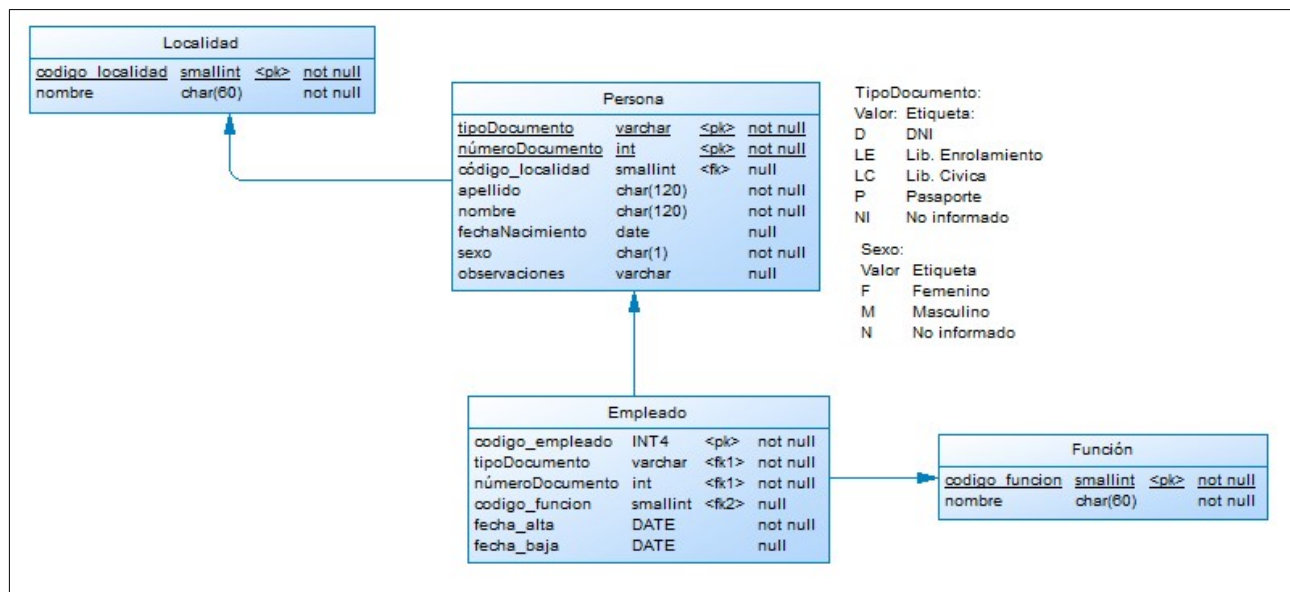 Localidad
codigo_localidad smallint <pk> not null
nombre char(60) not null
Persona
tipoDocumento varchar <pk> not null
númeroDocumento int <pk> not null
código_localidad smallint <fk> null
apellido char(120) not null
nombre char(120) not null
fechaNacimiento date null
sexo char(1) not null
observaciones varchar null
TipoDocumento:
Valor: Etiqueta:
D DNI
LE Lib. Enrolamiento
LC Lib. Civica
P Pasaporte
NI No informado
Sexo:
Valor Etiqueta
F Femenino
M Masculino
N No informado
Empleado
codigo_empleado INT4 <pk> not null
tipoDocumento varchar <fk1> not null
númeroDocumento int <fk1> not null
codigo_funcion smallint <fk2> null
fecha_alta DATE not null
fecha_baja DATE null
Función
codigo_funcion smallint <pk> not null
nombre char(60) not null